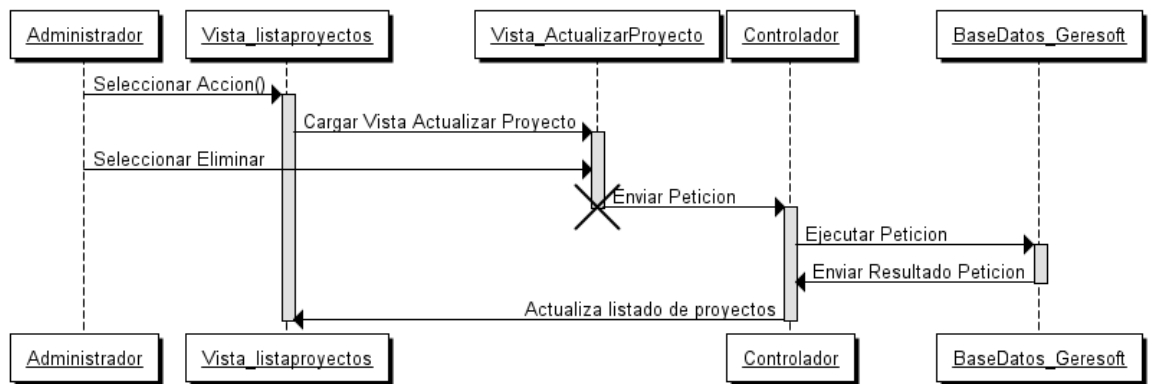 Administrador
Vista_listaproyectos
Vista_ActualizarProyecto
Controlador
BaseDatos_Geresoft
Seleccionar Accion()
Cargar Vista Actualizar Proyecto
Seleccionar Eliminar
Enviar Peticion
Ejecutar Peticion
Enviar Resultado Peticion
Actualiza listado de proyectos
Administrador
Vista_listaproyectos
Controlador
BaseDatos_Geresoft